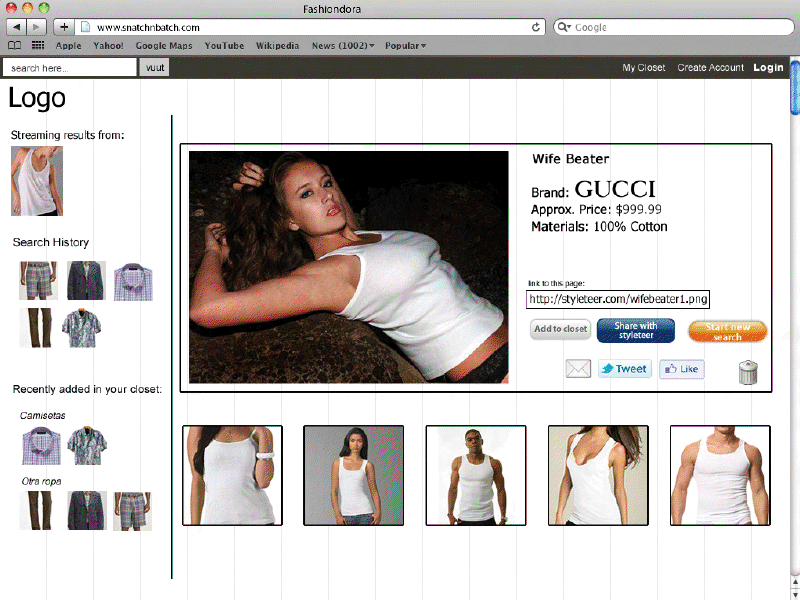 Fashiondora
www.snatchnbatch.com
Google
Apple Yahoo! Google Maps YouTube Wikipedia News (1002) Popular
search here...
vuut
My Closet Create Account Login
Logo
Streaming results from:
Search History
Recently added in your closet:
Camisetas
Otra ropa
Wife Beater
Brand: GUCCI
Approx. Price: $999.99
Materials: 100% Cotton
link to this page:
http://styleteer.com/wifebeater1.png
Add to closet
Share with
styleteer
Start new
search
Tweet
Like